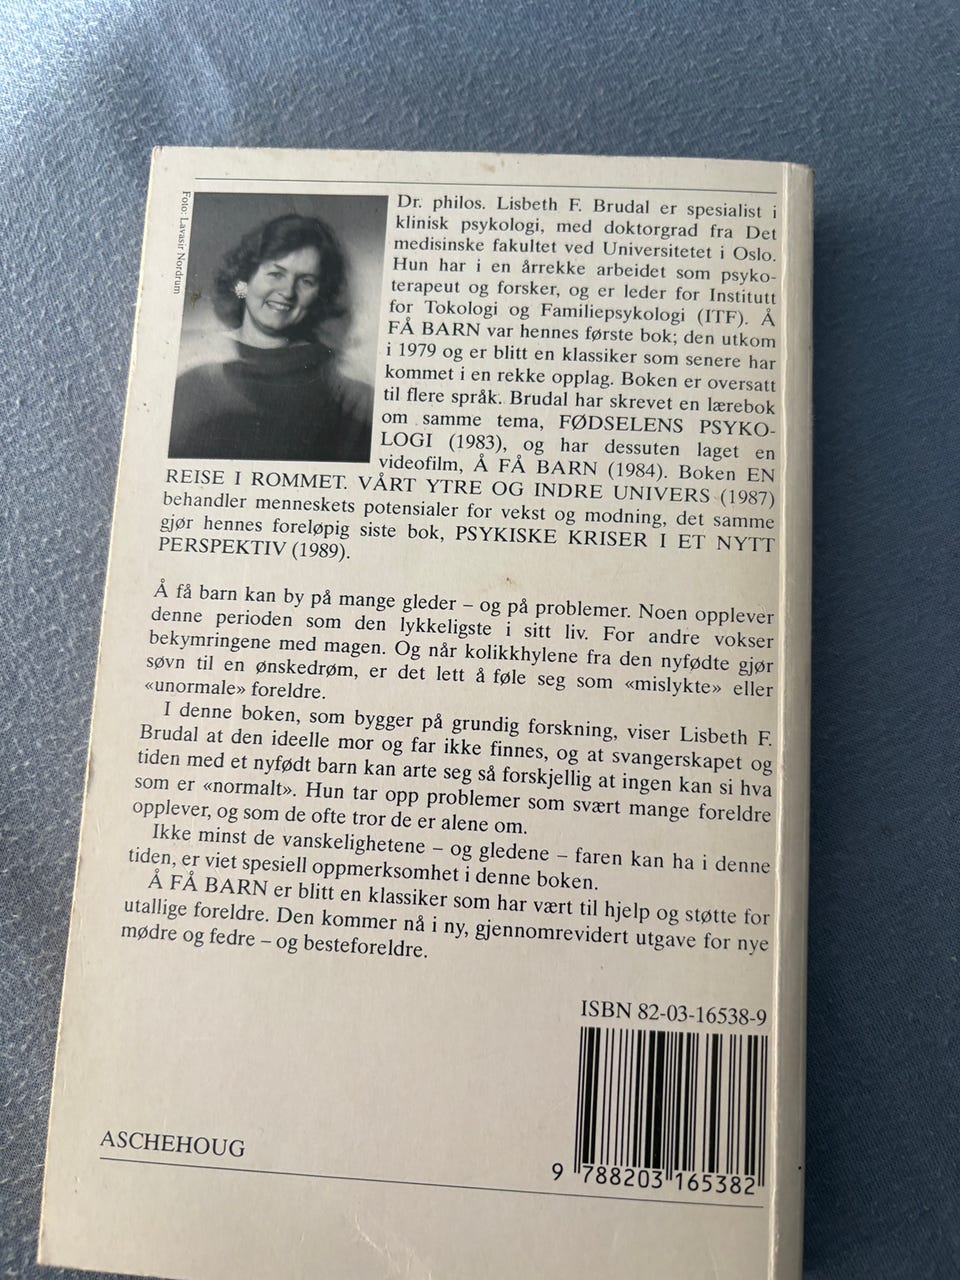 Foto: Lavasir Nordrum
Dr. philos. Lisbeth F. Brudal er spesialist i
klinisk psykologi, med doktorgrad fra Det
medisinske fakultet ved Universitetet i Oslo.
Hun har i en årrekke arbeidet som psyko-
terapeut og forsker, og er leder for Institutt
for Tokologi og Familiepsykologi (ITF). Å
FÅ BARN var hennes første bok; den utkom
i 1979 og er blitt en klassiker som senere har
kommet i en rekke opplag. Boken er oversatt
til flere språk. Brudal har skrevet en lærebok
om samme tema, FØDSELENS PSYKO-
LOGI (1983), og har dessuten laget en
videofilm, Å FÅ BARN (1984). Boken EN
REISE I ROMMET. VÅRT YTRE OG INDRE UNIVERS (1987)
behandler menneskets potensialer for vekst og modning, det samme
gjør hennes foreløpig siste bok, PSYKISKE KRISER I ET NYTT
PERSPEKTIV (1989).
Å få barn kan by på mange gleder – og på problemer. Noen opplever
denne perioden som den lykkeligste i sitt liv. For andre vokser
bekymringene med magen. Og når kolikkhylene fra den nyfødte gjør
søvn til en ønskedrøm, er det lett å føle seg som «mislykte» eller
«unormale» foreldre.
I denne boken, som bygger på grundig forskning, viser Lisbeth F.
Brudal at den ideelle mor og far ikke finnes, og at svangerskapet og
tiden med et nyfødt barn kan arte seg så forskjellig at ingen kan si hva
som er «normalt». Hun tar opp problemer som svært mange foreldre
opplever, og som de ofte tror de er alene om.
Ikke minst de vanskelighetene – og gledene – faren kan ha i denne
tiden, er viet spesiell oppmerksomhet i denne boken.
Å FÅ BARN er blitt en klassiker som har vært til hjelp og støtte for
utallige foreldre. Den kommer nå i ny, gjennomrevidert utgave for nye
mødre og fedre – og besteforeldre.
ISBN 82-03-16538-9
9 788203 165382
ASCHEHOUG